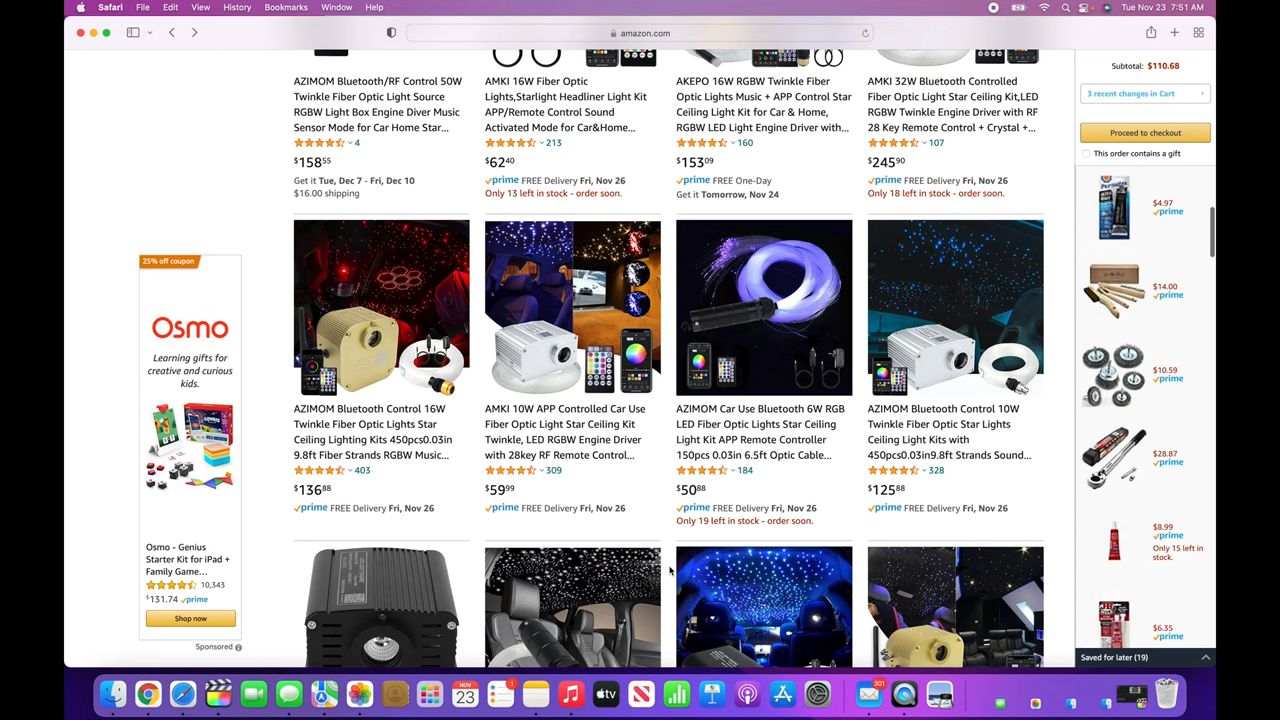 Safari File Edit View History Bookmarks Window Help
Tue Nov 23 7:51 AM
amazon.com
AZIMOM Bluetooth/RF Control 50W
Twinkle Fiber Optic Light Source
RGBW Light Box Engine Diver Music
Sensor Mode for Car Home Star...
4
$158.55
Get it Tue, Dec 7 - Fri, Dec 10
$16.00 shipping
AMKI 16W Fiber Optic
Lights,Starlight Headliner Light Kit
APP/Remote Control Sound
Activated Mode for Car&Home...
213
$62.40
prime FREE Delivery Fri, Nov 26
Only 13 left in stock - order soon.
AKEPO 16W RGBW Twinkle Fiber
Optic Lights Music + APP Control Star
Ceiling Light Kit for Car & Home,
RGBW LED Light Engine Driver with...
160
$153.09
prime FREE One-Day
Get it Tomorrow, Nov 24
AMKI 32W Bluetooth Controlled
Fiber Optic Light Star Ceiling Kit,LED
RGBW Twinkle Engine Driver with RF
28 Key Remote Control + Crystal +...
107
$245.90
prime FREE Delivery Fri, Nov 26
Only 18 left in stock - order soon.
AZIMOM Bluetooth Control 16W
Twinkle Fiber Optic Star Lights
Ceiling Lighting Kits 450pcs0.03in
9.8ft Fiber Strands RGBW Music...
403
$136.88
prime FREE Delivery Fri, Nov 26
AMKI 10W APP Controlled Car Use
Fiber Optic Lights Star Ceiling Kit
Twinkle, LED RGBW Engine Driver
with 28key RF Remote Control...
309
$59.99
prime FREE Delivery Fri, Nov 26
AZIMOM Car Use Bluetooth 6W RGB
LED Fiber Optic Lights Star Ceiling
Light Kit APP Remote Controller
150pcs 0.03in 6.5ft Optic Cable...
184
$50.88
prime FREE Delivery Fri, Nov 26
Only 19 left in stock - order soon.
AZIMOM Bluetooth Control 10W
Twinkle Fiber Optic Star Lights
Ceiling Light Kits with
450pcs0.03in9.8ft Strands Sound...
328
$125.88
prime FREE Delivery Fri, Nov 26
25% off coupon
Osmo
Learning gifts for
creative and curious
kids.
Osmo - Genius
Starter Kit for iPad +
Family Game...
10,343
$131.74 prime
Shop now
Sponsored
Subtotal: $110.68
3 recent changes in Cart
Proceed to checkout
This order contains a gift
$4.97
prime
$14.00
prime
$10.59
prime
$28.87
prime
$8.99
prime
Only 15 left in
stock.
$6.35
prime
Saved for later (19)
NOV
23
1
tv
301